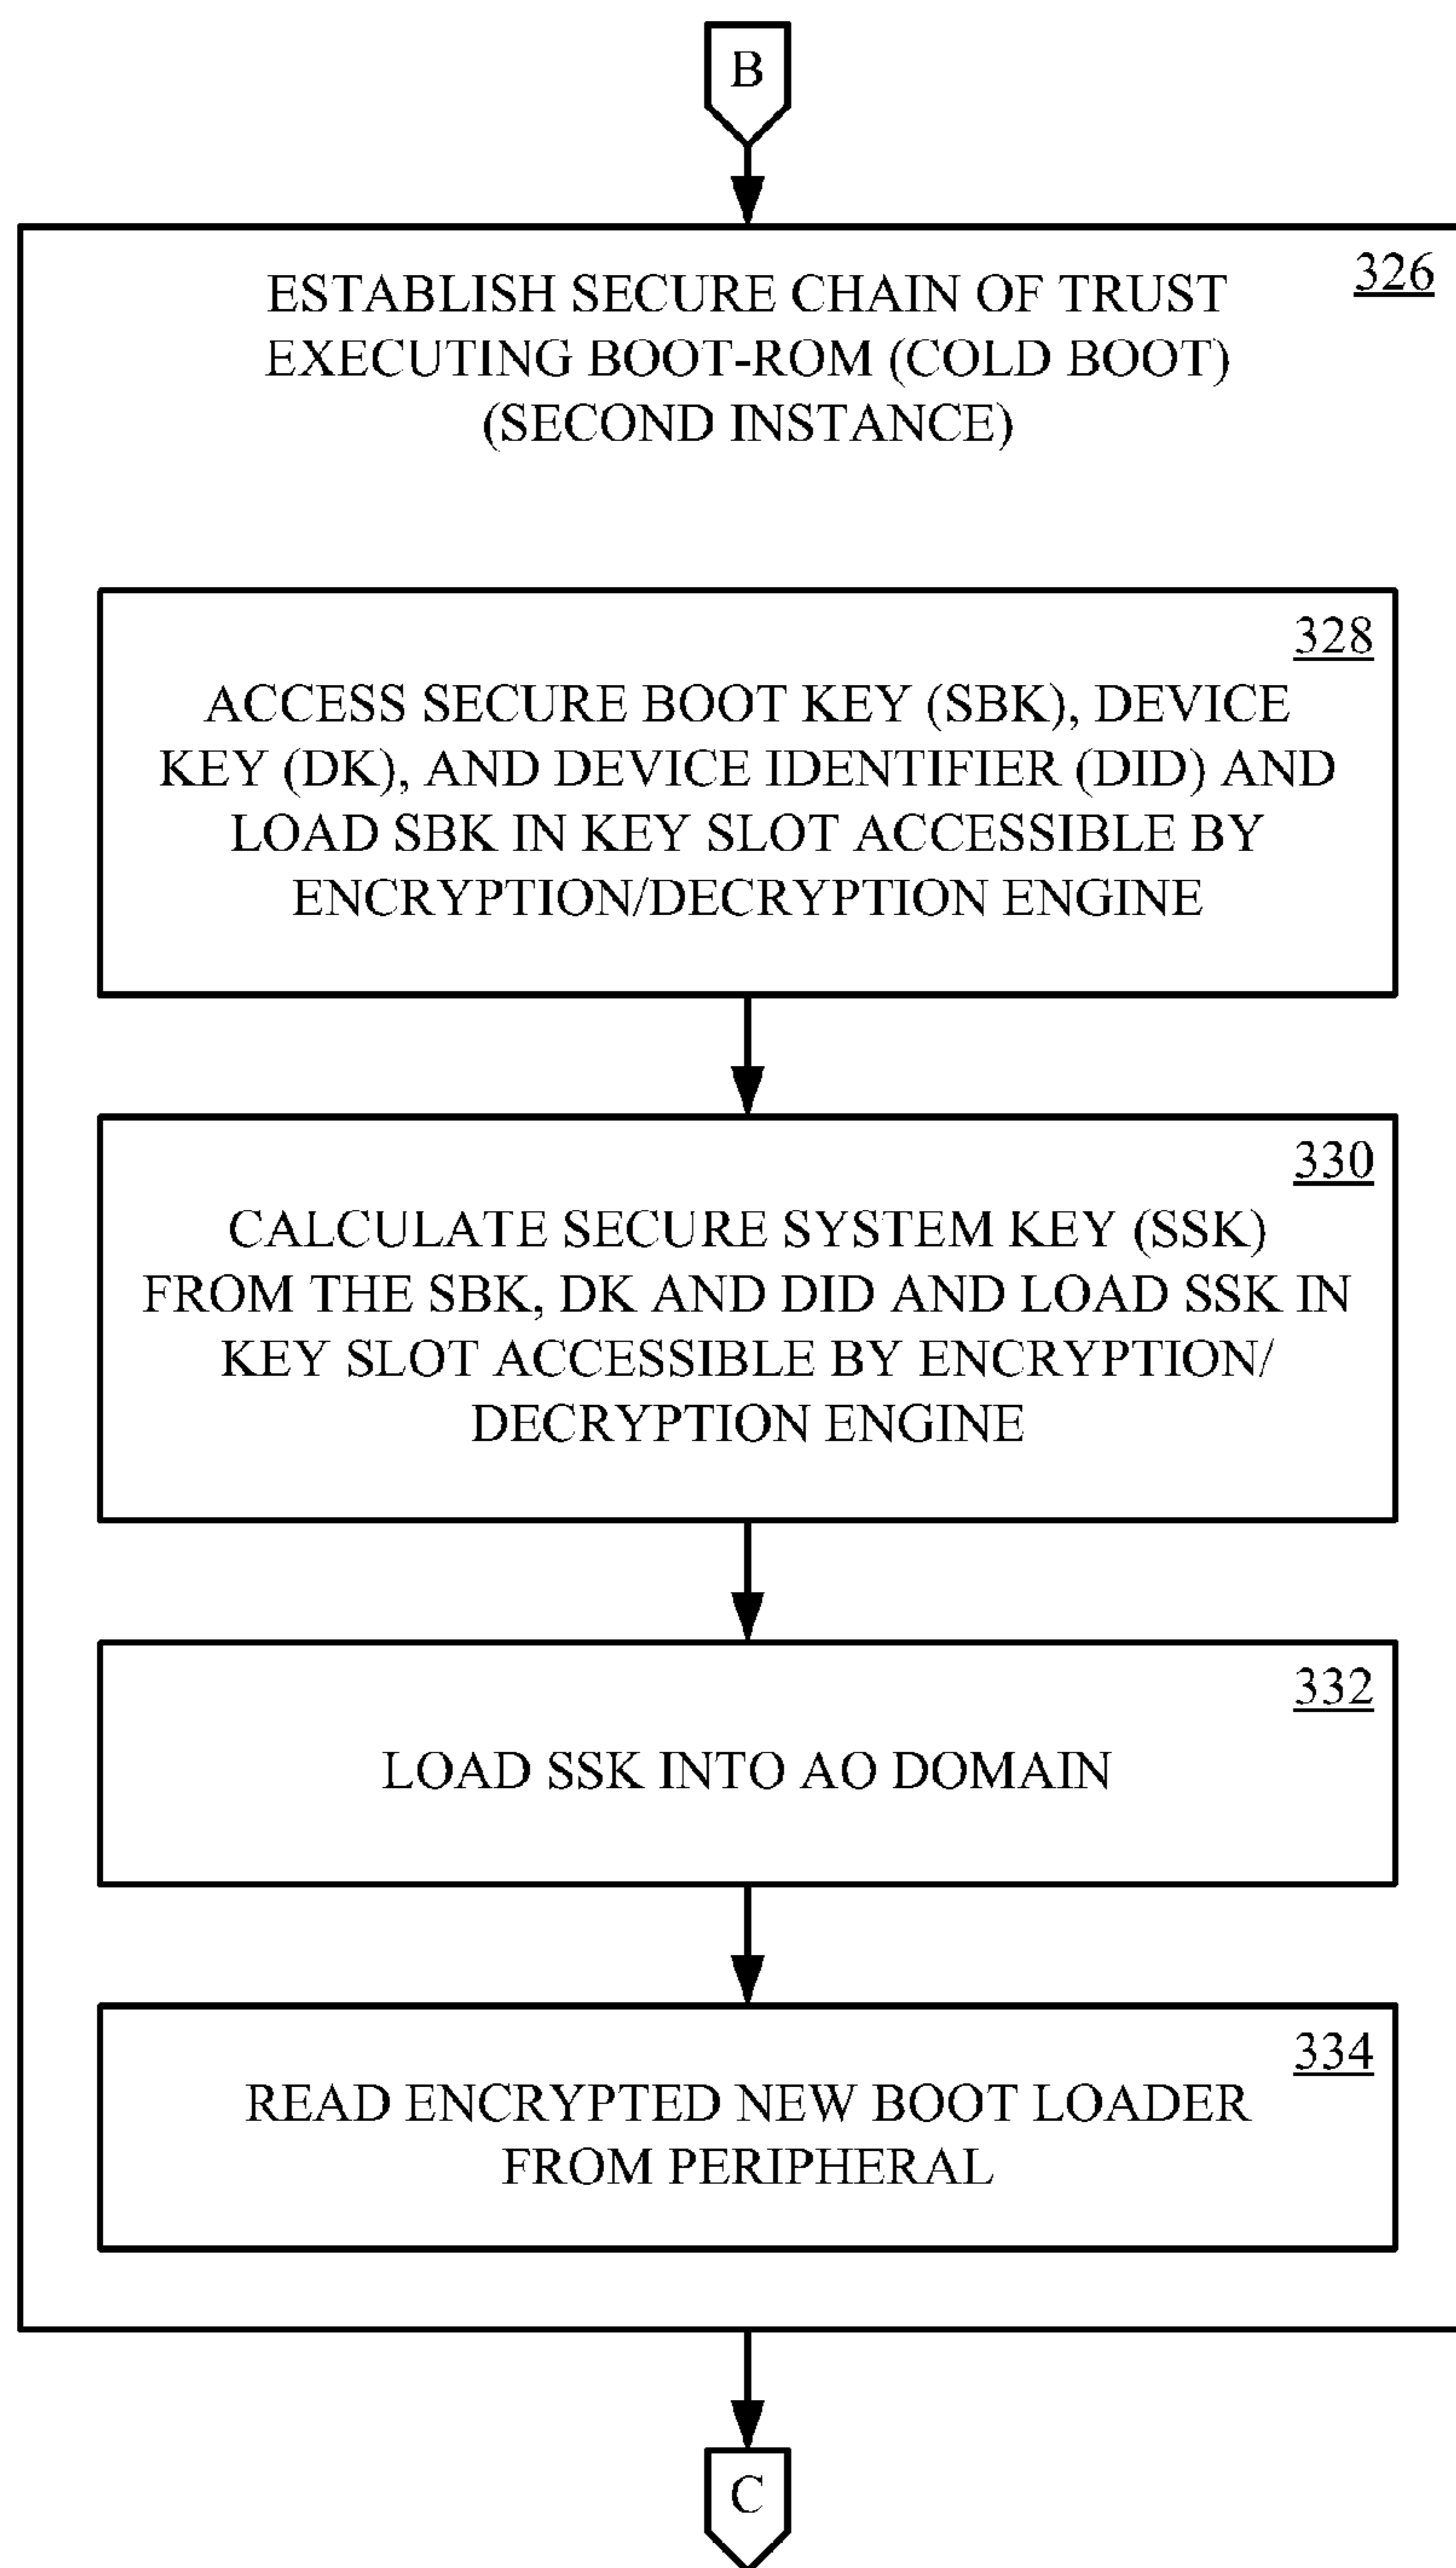 B
326
ESTABLISH SECURE CHAIN OF TRUST
EXECUTING BOOT-ROM (COLD BOOT)
(SECOND INSTANCE)
328
ACCESS SECURE BOOT KEY (SBK), DEVICE
KEY (DK), AND DEVICE IDENTIFIER (DID) AND
LOAD SBK IN KEY SLOT ACCESSIBLE BY
ENCRYPTION/DECRYPTION ENGINE
330
CALCULATE SECURE SYSTEM KEY (SSK)
FROM THE SBK, DK AND DID AND LOAD SSK IN
KEY SLOT ACCESSIBLE BY ENCRYPTION/
DECRYPTION ENGINE
332
LOAD SSK INTO AO DOMAIN
334
READ ENCRYPTED NEW BOOT LOADER
FROM PERIPHERAL
C